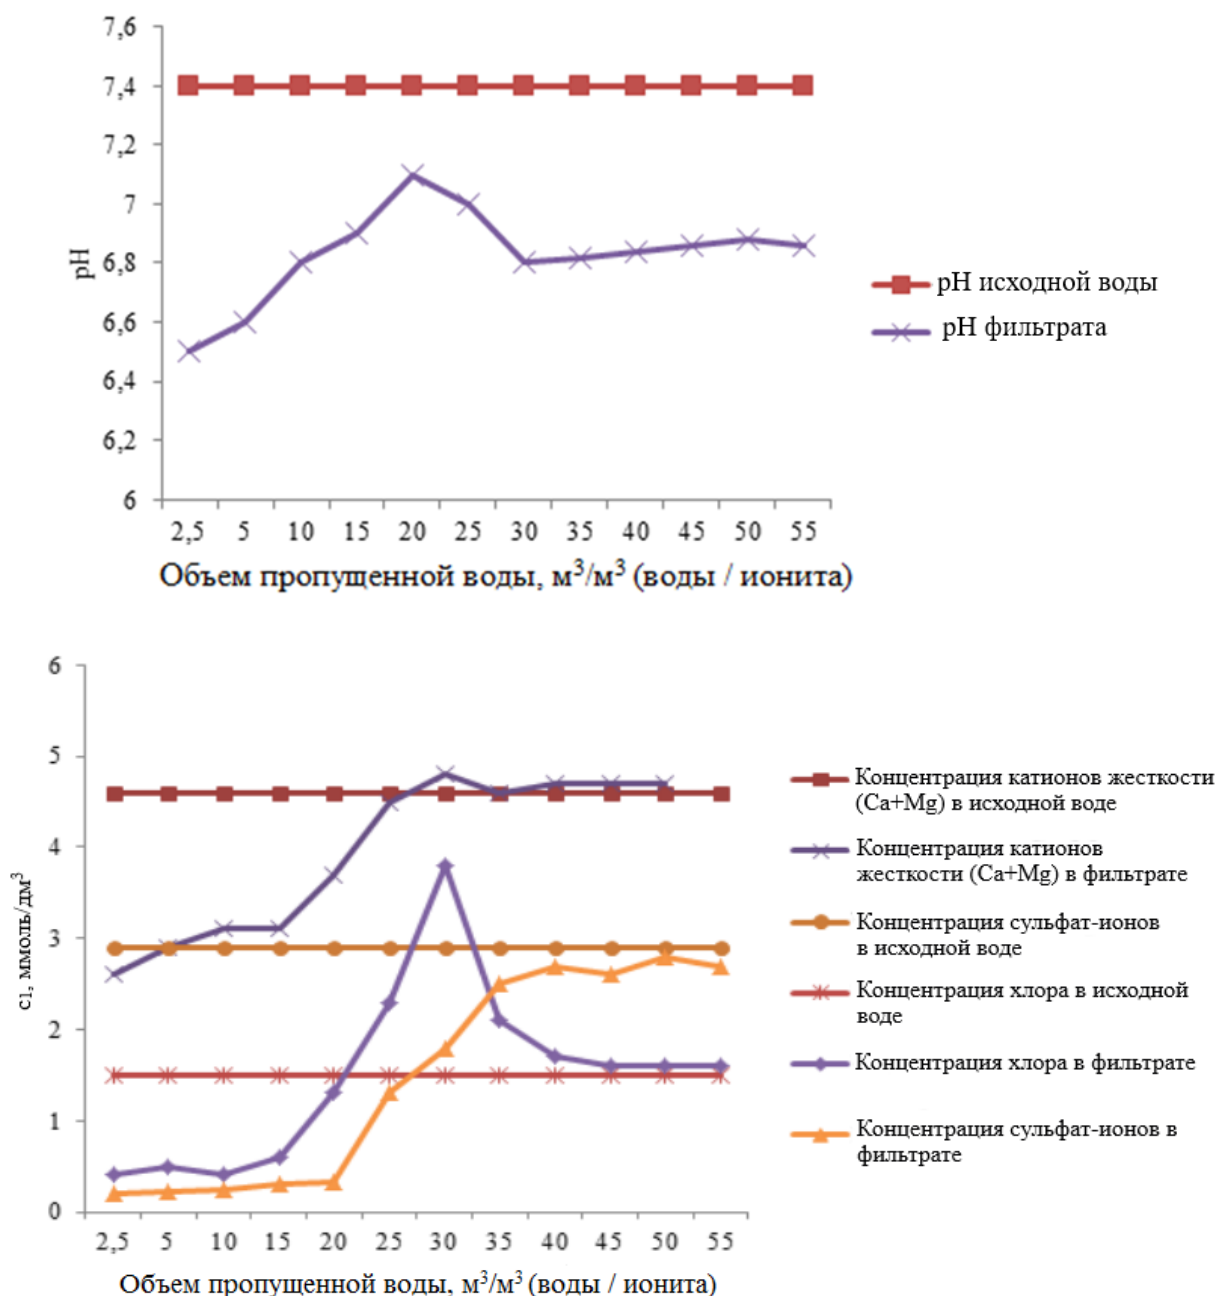 7,6
7,4
7,2
7
6,8
6,6
6,4
6,2
6
pH
2,5 5 10 15 20 25 30 35 40 45 50 55
Объем пропущенной воды, м³/м³ (воды / ионита)
pH исходной воды
pH фильтрата
6
5
4
3
2
1
0
c₁, ммоль/дм³
2,5 5 10 15 20 25 30 35 40 45 50 55
Объем пропущенной воды, м³/м³ (воды / ионита)
Концентрация катионов жесткости
(Ca+Mg) в исходной воде
Концентрация катионов
жесткости (Ca+Mg) в фильтрате
Концентрация сульфат-ионов
в исходной воде
Концентрация хлора в исходной
воде
Концентрация хлора в фильтрате
Концентрация сульфат-ионов в
фильтрате